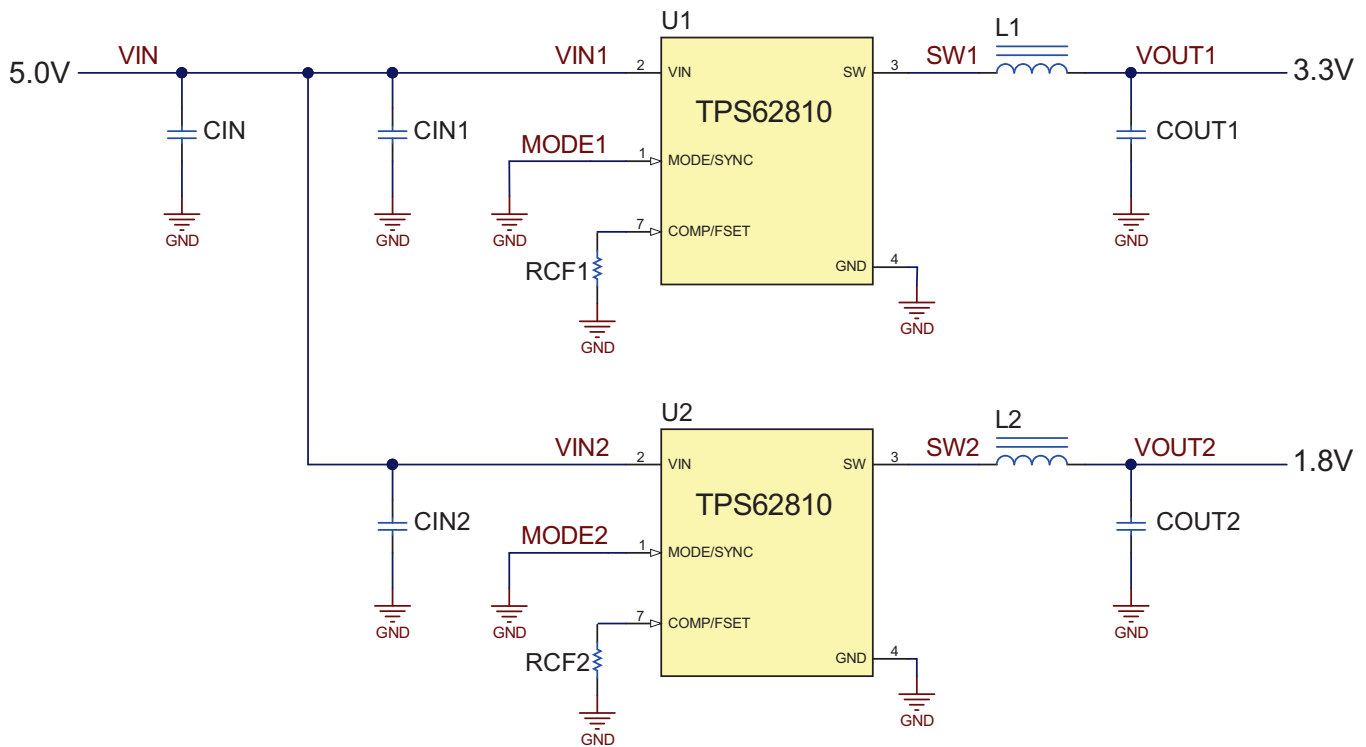 U1
L1
5.0V
VIN
VIN1
2
VIN
SW
3
SW1
VOUT1
3.3V
TPS62810
CIN
CIN1
COUT1
MODE1
1
MODE/SYNC
GND
GND
GND
GND
7
COMP/FSET
RCF1
GND
4
GND
GND
U2
L2
VIN2
2
VIN
SW
3
SW2
VOUT2
1.8V
TPS62810
CIN2
COUT2
MODE2
1
MODE/SYNC
GND
GND
GND
7
COMP/FSET
RCF2
GND
4
GND
GND